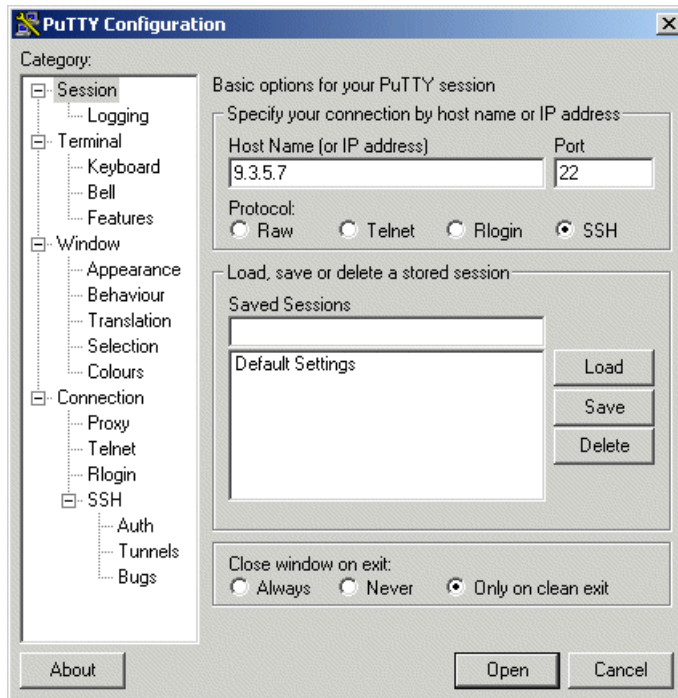 PuTTY Configuration
Category:
Session
Logging
Terminal
Keyboard
Bell
Features
Window
Appearance
Behaviour
Translation
Selection
Colours
Connection
Proxy
Telnet
Rlogin
SSH
Auth
Tunnels
Bugs
Basic options for your PuTTY session
Specify your connection by host name or IP address
Host Name (or IP address) Port
9.3.5.7 22
Protocol:
Raw Telnet Rlogin SSH
Load, save or delete a stored session
Saved Sessions
Default Settings
Load
Save
Delete
Close window on exit:
Always Never Only on clean exit
About Open Cancel